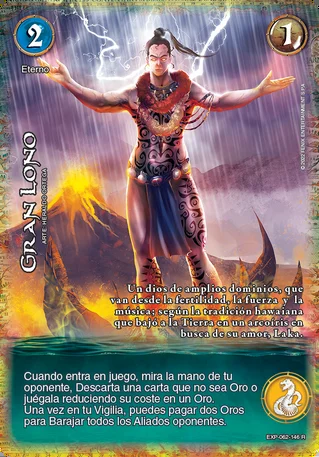 2
1
Eterno
GRAN LONO
ARTE: HERALDO ORTEGA
©2022 FENIX ENTERTAINMENT S.P.A
Un dios de amplios dominios, que
van desde la fertilidad, la fuerza y la
música; según la tradición hawaiana
que bajó a la Tierra en un arcoíris en
busca de su amor, Laka.
Cuando entra en juego, mira la mano de tu
oponente, Descarta una carta que no sea Oro o
juégala reduciendo su coste en un Oro.
Una vez en tu Vigilia, puedes pagar dos Oros
para Barajar todos los Aliados oponentes.
EXP-062-146 R